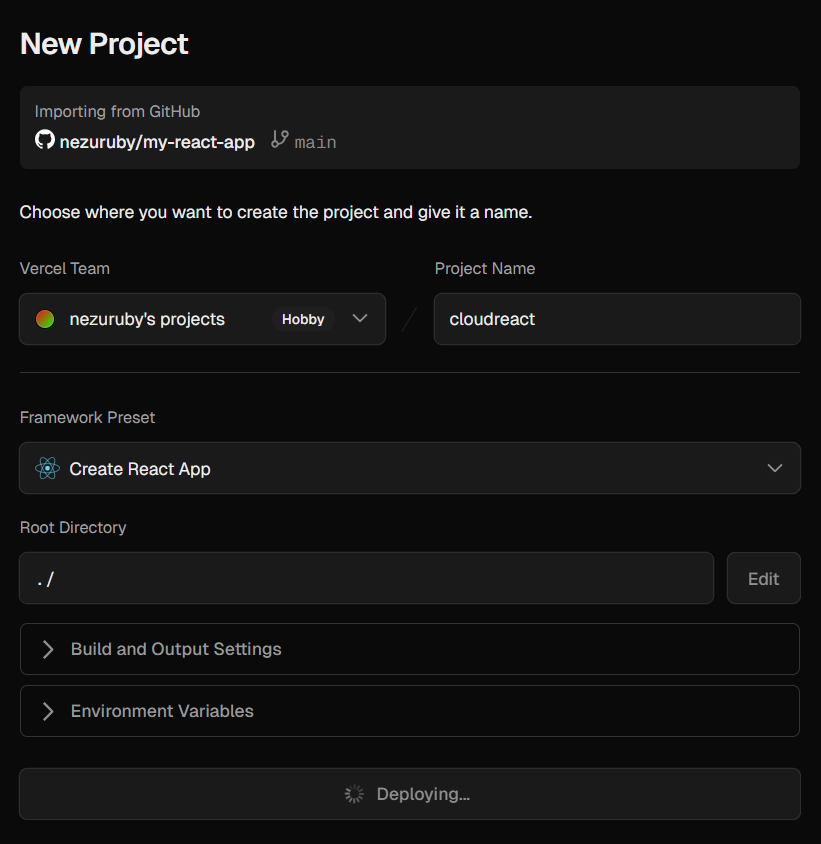 New Project
Importing from GitHub
nezuruby/my-react-app main
Choose where you want to create the project and give it a name.
Vercel Team Project Name
nezuruby's projects Hobby / cloudreact
Framework Preset
Create React App
Root Directory
./ Edit
Build and Output Settings
Environment Variables
Deploying...